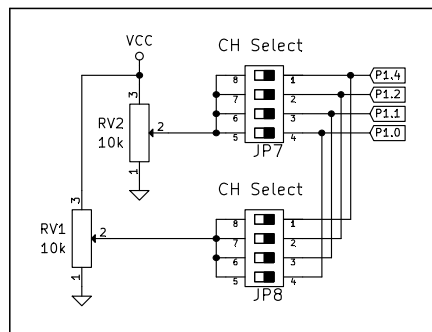 VCC
CH Select
8 1 P1.4
7 2 P1.2
6 3 P1.1
5 4 P1.0
JP7
3
RV2 2
10k
1
CH Select
8 1
7 2
6 3
5 4
JP8
3
RV1 2
10k
1